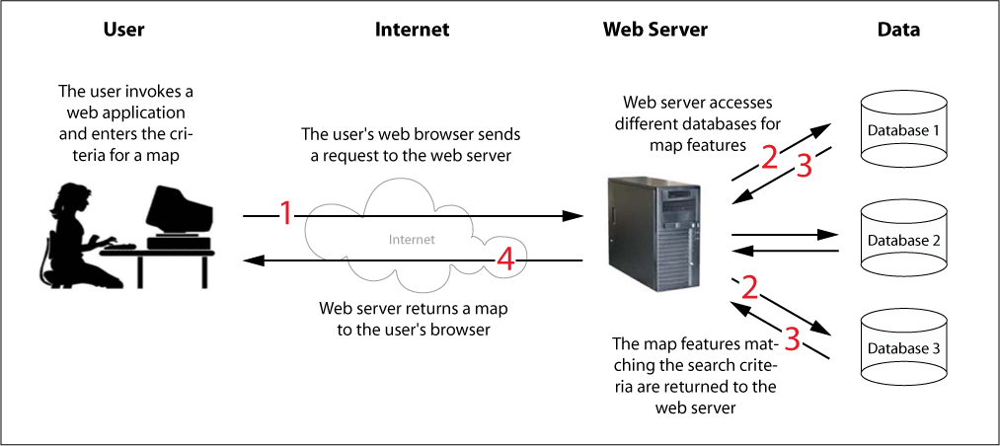 User
Internet
Web Server
Data
The user invokes a
web application
and enters the cri-
teria for a map
The user's web browser sends
a request to the web server
1
Internet
4
Web server returns a map
to the user's browser
Web server accesses
different databases for
map features
2
3
2
3
The map features mat-
ching the search crite-
ria are returned to the
web server
Database 1
Database 2
Database 3